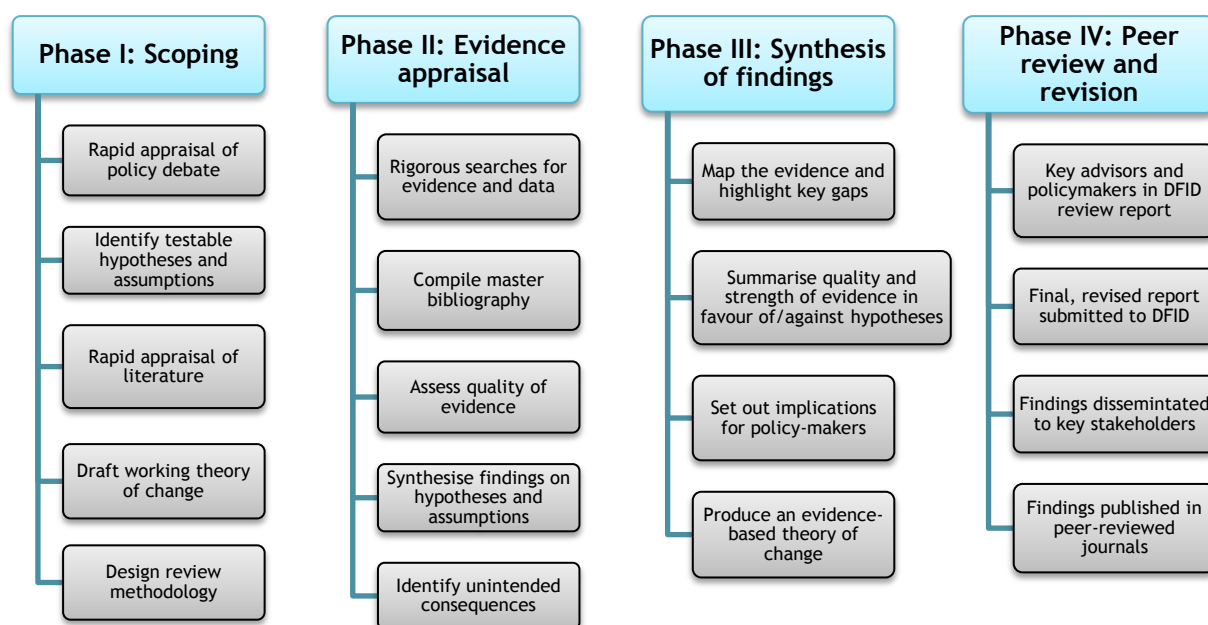 Phase I: Scoping
Rapid appraisal of
policy debate
Identify testable
hypotheses and
assumptions
Rapid appraisal of
literature
Draft working theory
of change
Design review
methodology
Phase II: Evidence
appraisal
Rigorous searches for
evidence and data
Compile master
bibliography
Assess quality of
evidence
Synthesise findings on
hypotheses and
assumptions
Identify unintended
consequences
Phase III: Synthesis
of findings
Map the evidence and
highlight key gaps
Summarise quality and
strength of evidence in
favour of/against hypotheses
Set out implications
for policy-makers
Produce an evidence-
based theory of
change
Phase IV: Peer
review and
revision
Key advisors and
policymakers in DFID
review report
Final, revised report
submitted to DFID
Findings dissemintated
to key stakeholders
Findings published in
peer-reviewed
journals